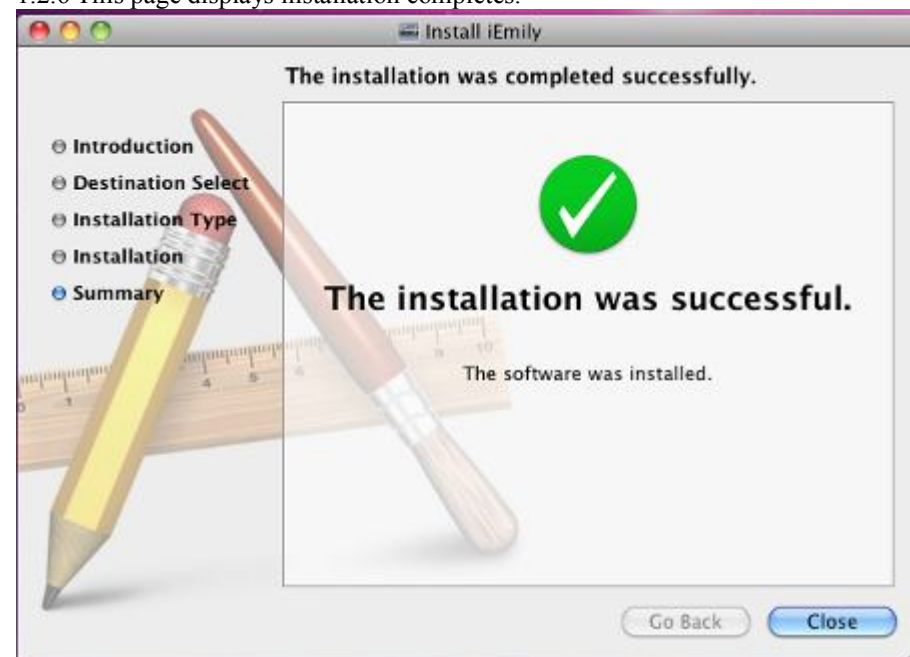 1.2.6 This page displays installation completes.
Install iEmily
The installation was completed successfully.
Introduction
Destination Select
Installation Type
Installation
Summary
The installation was successful.
The software was installed.
Go Back
Close